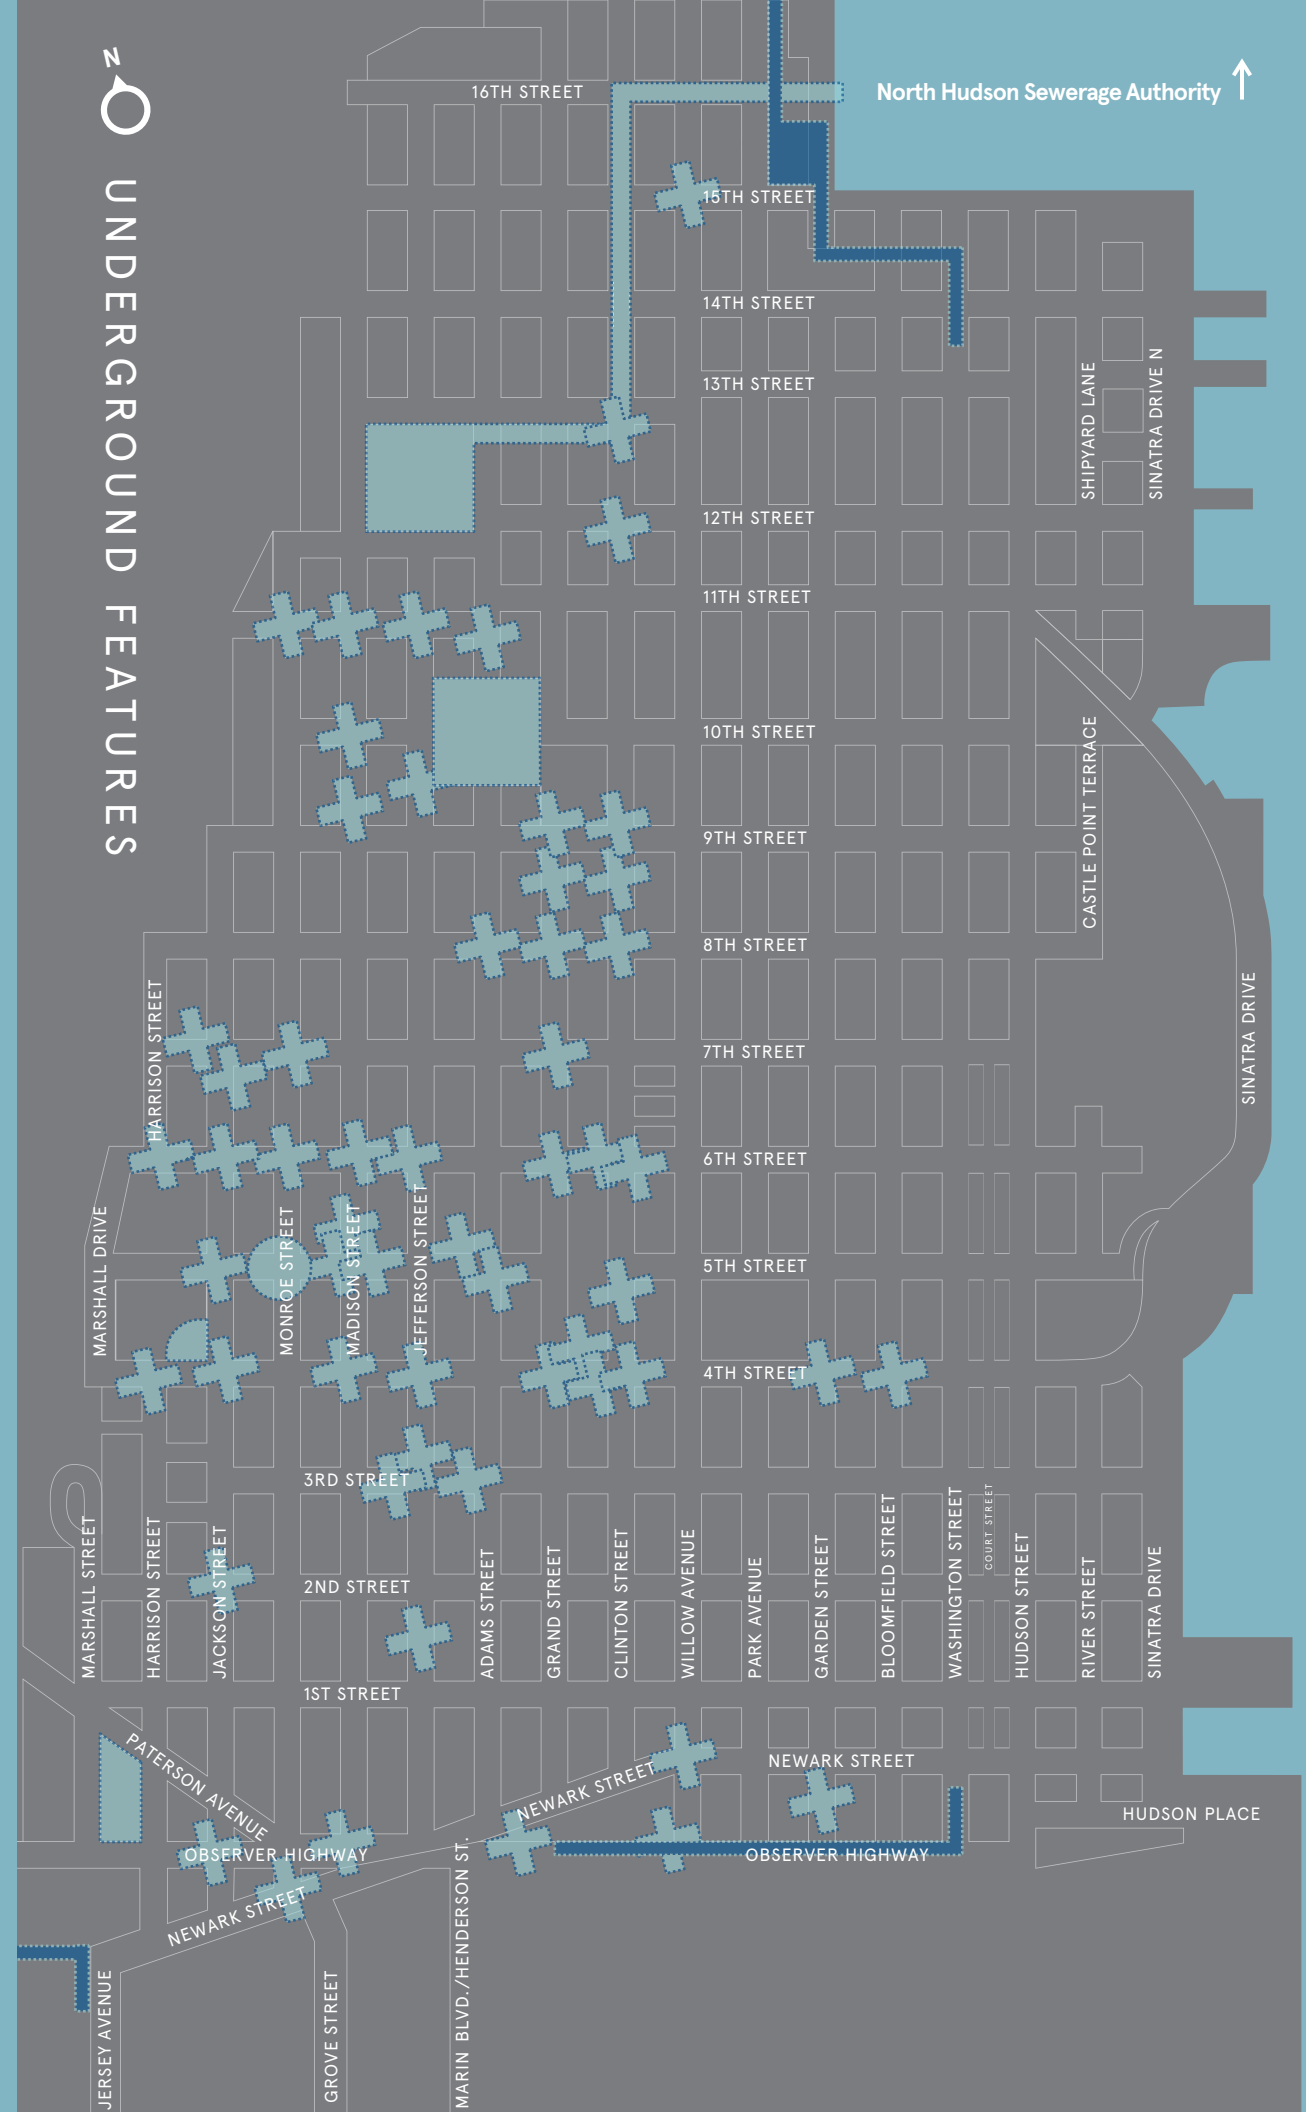 N
UNDERGROUND FEATURES
16TH STREET
North Hudson Sewerage Authority
15TH STREET
14TH STREET
13TH STREET
SHIPYARD LANE
SINATRA DRIVE N
12TH STREET
11TH STREET
10TH STREET
CASTLE POINT TERRACE
9TH STREET
8TH STREET
HARRISON STREET
SINATRA DRIVE
7TH STREET
6TH STREET
MARSHALL DRIVE
MONROE STREET
MADISON STREET
JEFFERSON STREET
5TH STREET
4TH STREET
3RD STREET
MARSHALL STREET
HARRISON STREET
JACKSON STREET
2ND STREET
ADAMS STREET
GRAND STREET
CLINTON STREET
WILLOW AVENUE
PARK AVENUE
GARDEN STREET
BLOOMFIELD STREET
WASHINGTON STREET
COURT STREET
HUDSON STREET
RIVER STREET
SINATRA DRIVE
1ST STREET
PATERSON AVENUE
NEWARK STREET
NEWARK STREET
HUDSON PLACE
OBSERVER HIGHWAY
OBSERVER HIGHWAY
NEWARK STREET
JERSEY AVENUE
GROVE STREET
MARIN BLVD./HENDERSON ST.